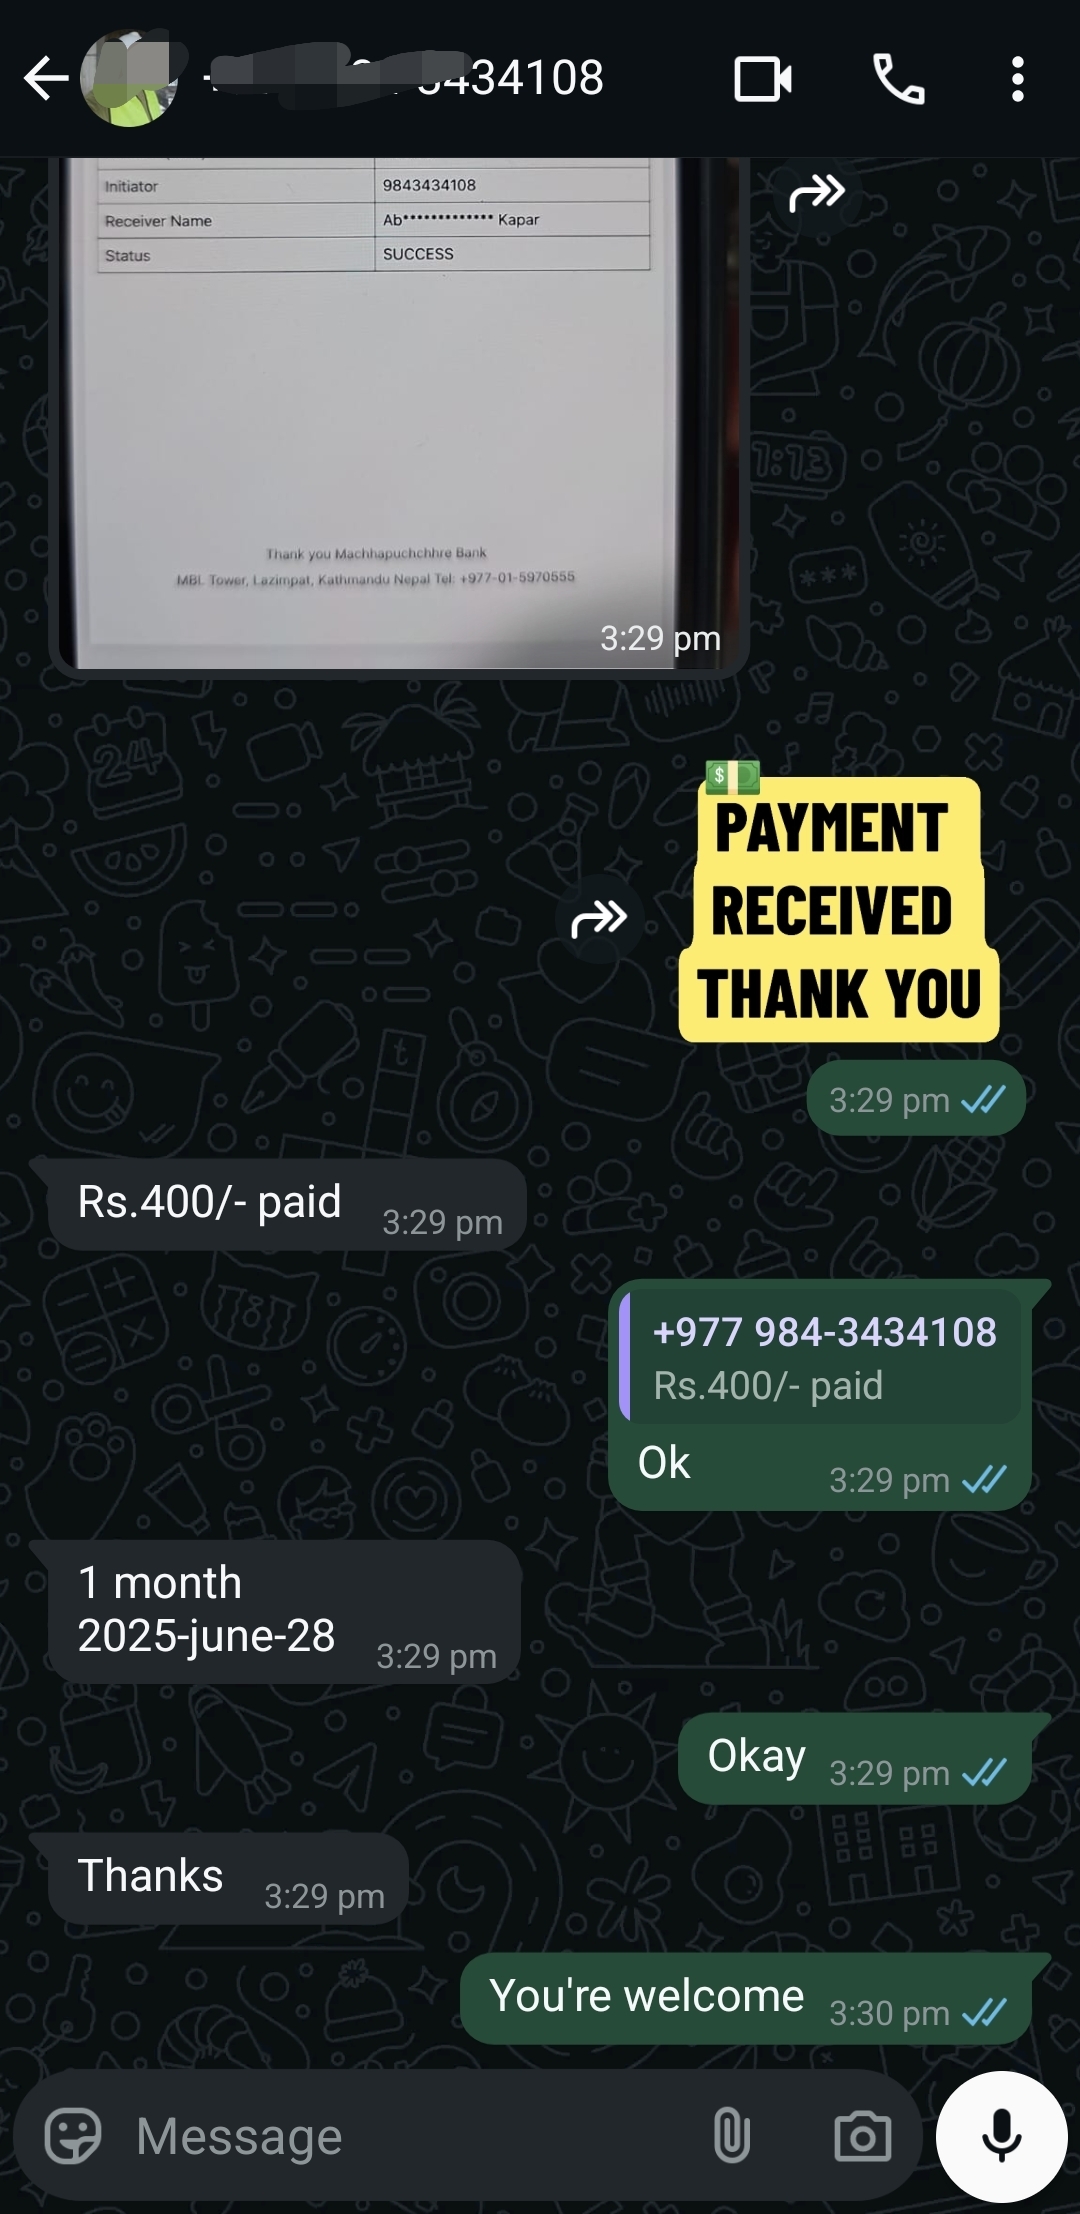 434108
Initiator 9843434108
Receiver Name Ab************* Kapar
Status SUCCESS
Thank you Machhapuchchhre Bank
MBL Tower, Lazimpat, Kathmandu Nepal Tel: +977-01-5970555
3:29 pm
PAYMENT
RECEIVED
THANK YOU
3:29 pm
Rs.400/- paid 3:29 pm
+977 984-3434108
Rs.400/- paid
Ok 3:29 pm
1 month
2025-june-28 3:29 pm
Okay 3:29 pm
Thanks 3:29 pm
You're welcome 3:30 pm
Message